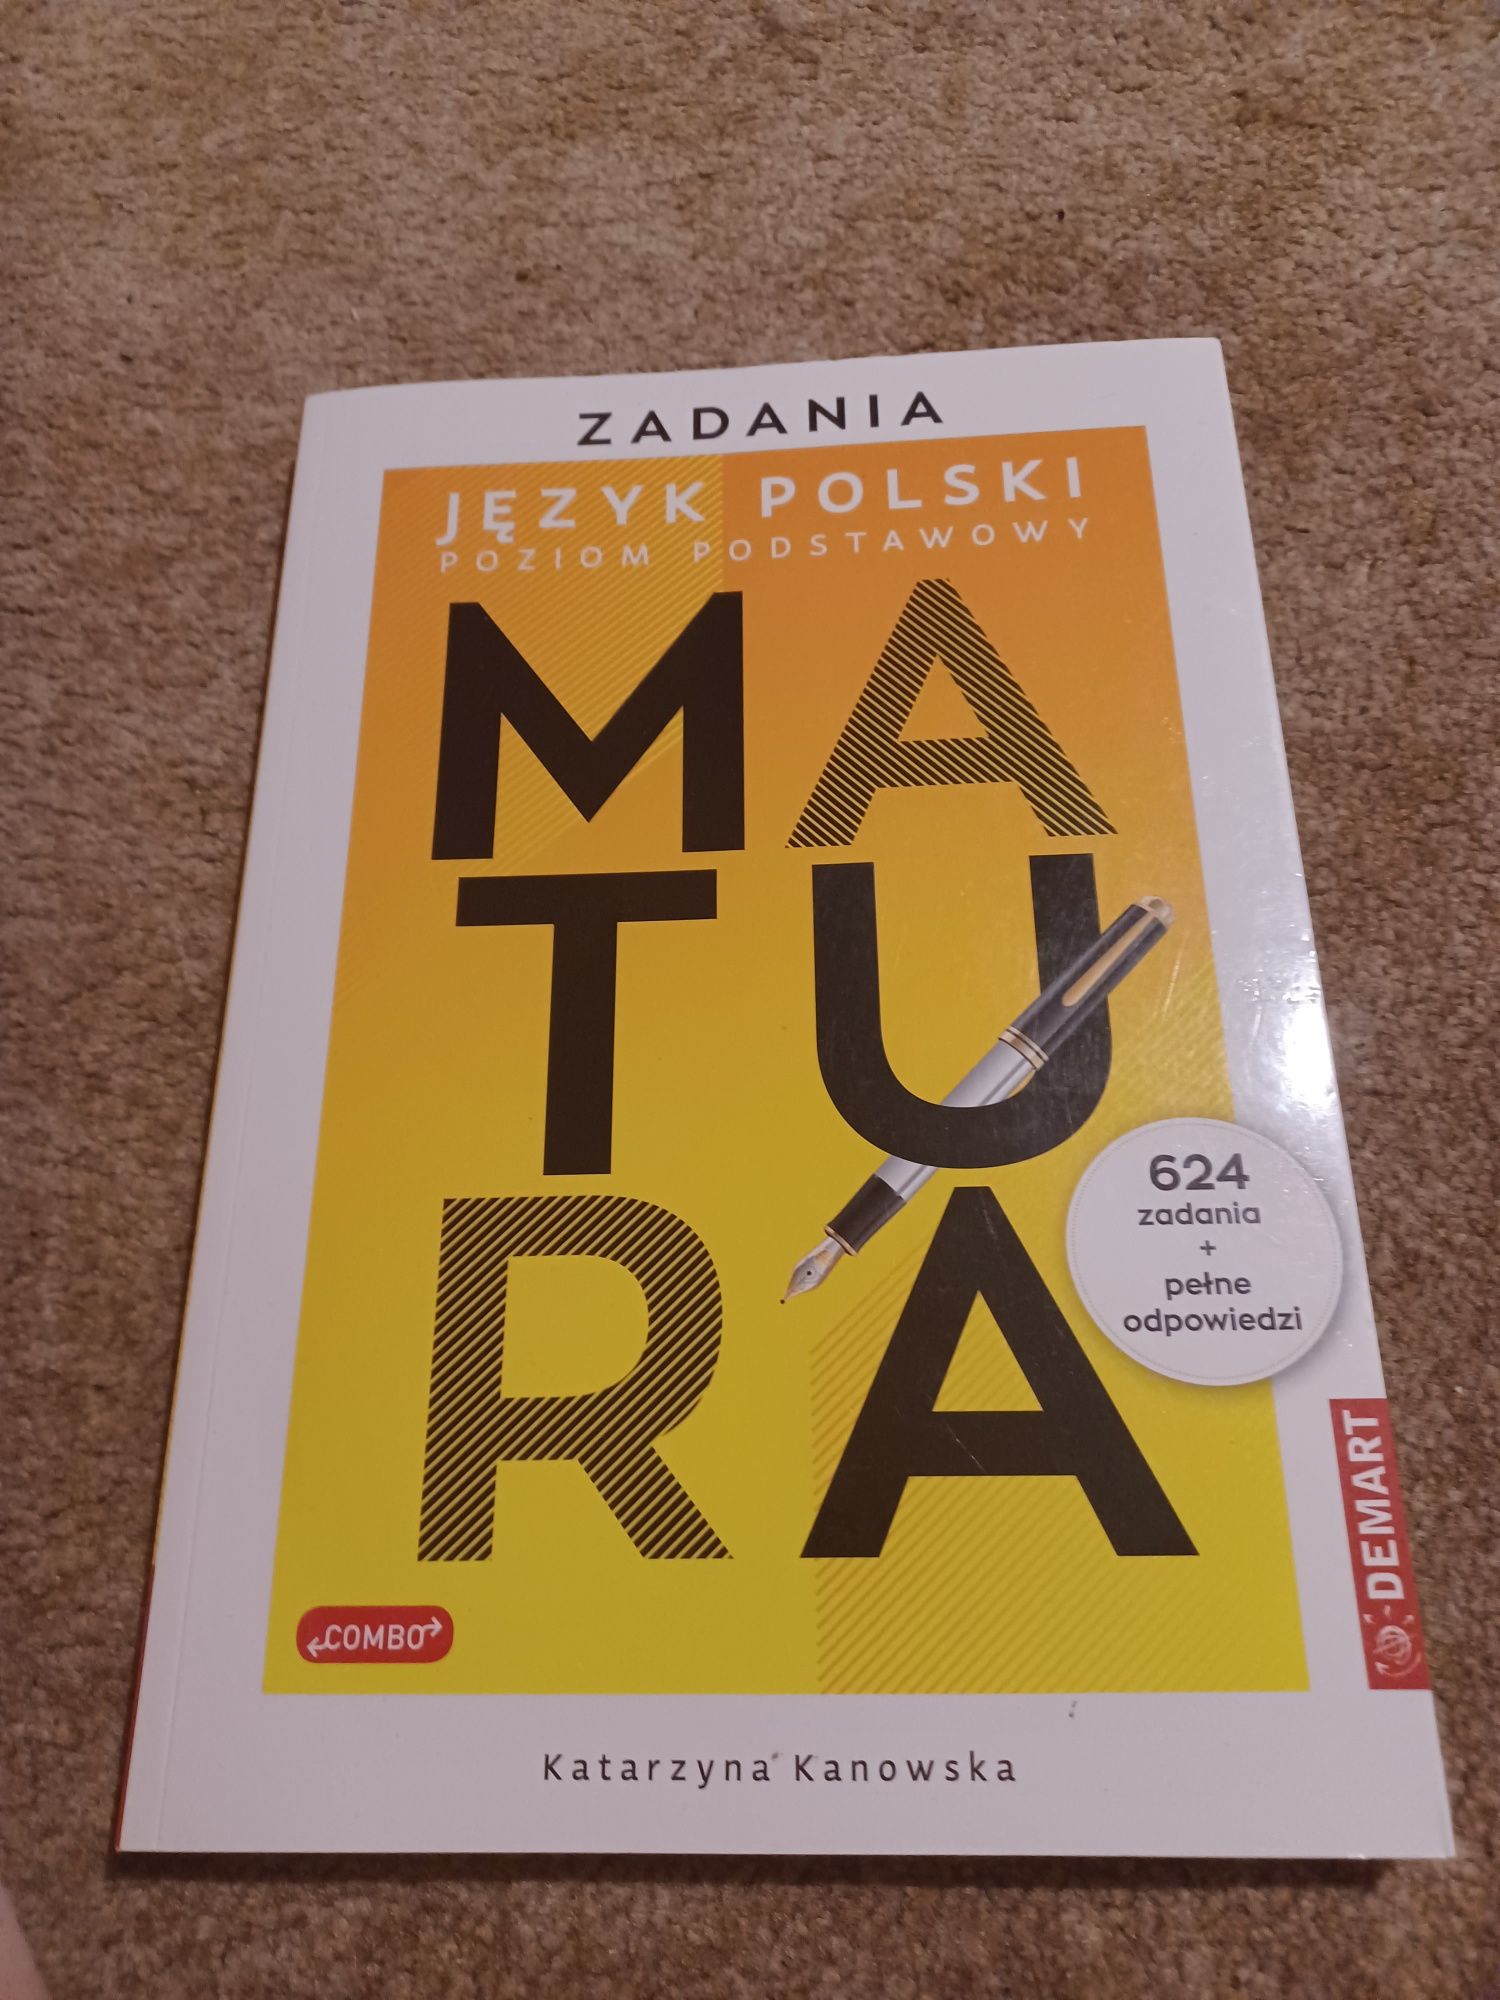 ZADANIA
JĘZYK POLSKI
POZIOM PODSTAWOWY
MA
TU
RA
624
zadania
+
pełne
odpowiedzi
DEMART
COMBO
Katarzyna Kanowska